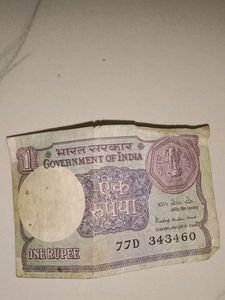 1
भारत सरकार
GOVERNMENT OF INDIA
एक
रुपया
77D 343460
ONE RUPEE